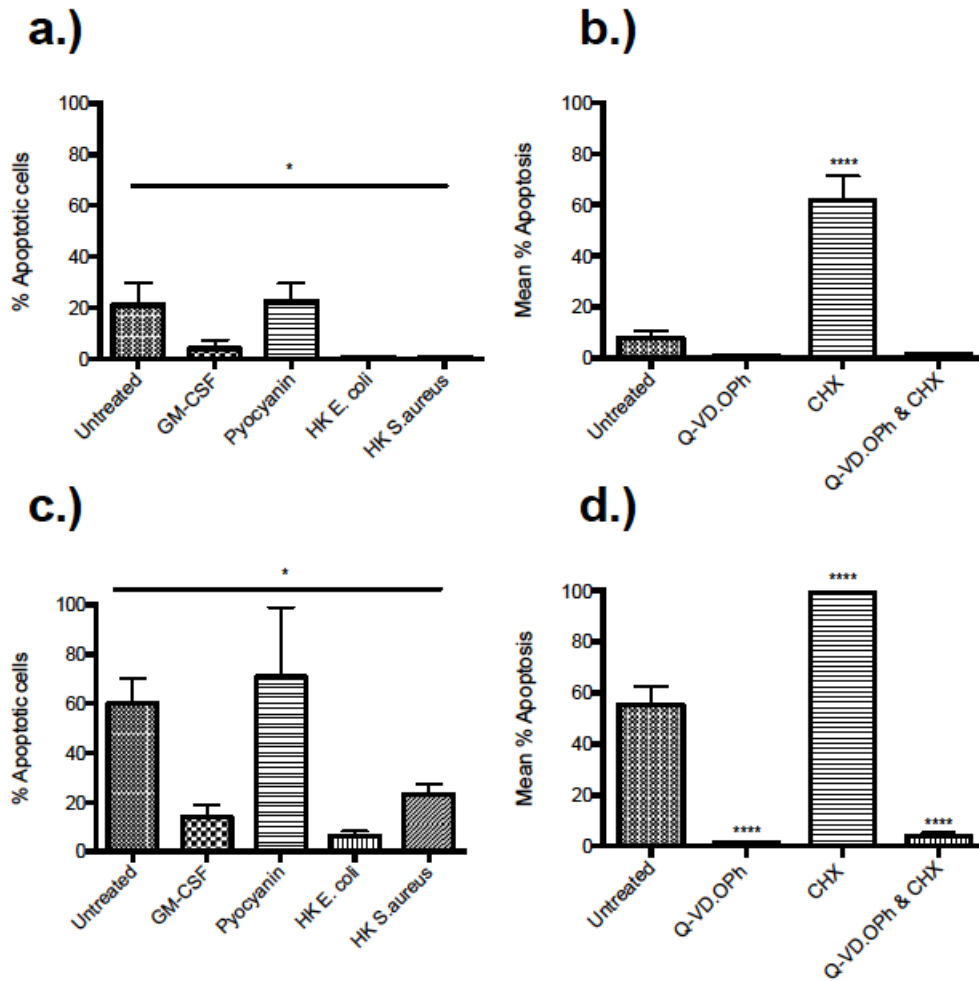 a.)
% Apoptotic cells
100
80
60
40
20
0
*
Untreated
GM-CSF
Pyocyanin
HK E. coli
HK S.aureus
b.)
Mean % Apoptosis
100
80
60
40
20
0
****
Untreated
Q-VD.OPh
CHX
Q-VD.OPh & CHX
c.)
% Apoptotic cells
100
80
60
40
20
0
*
Untreated
GM-CSF
Pyocyanin
HK E. coli
HK S.aureus
d.)
Mean % Apoptosis
100
80
60
40
20
0
****
****
****
Untreated
Q-VD.OPh
CHX
Q-VD.OPh & CHX